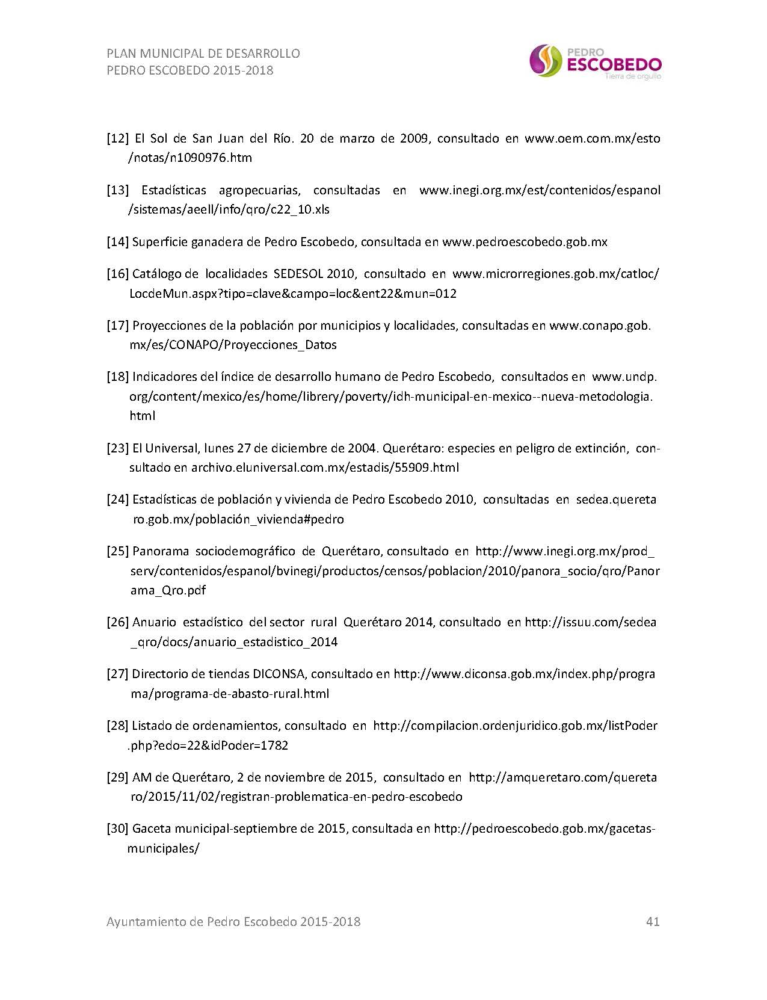 PLAN MUNICIPAL DE DESARROLLO
PEDRO ESCOBEDO 2015-2018
PEDRO
ESCOBEDO
Tierra de orgullo
[12] El Sol de San Juan del Río. 20 de marzo de 2009, consultado en www.oem.com.mx/esto
/notas/n1090976.htm
[13] Estadísticas agropecuarias, consultadas en www.inegi.org.mx/est/contenidos/espanol
/sistemas/aeell/info/qro/c22_10.xls
[14] Superficie ganadera de Pedro Escobedo, consultada en www.pedroescobedo.gob.mx
[16] Catálogo de localidades SEDESOL 2010, consultado en www.microrregiones.gob.mx/catloc/
LocdeMun.aspx?tipo=clave&campo=loc&ent22&mun=012
[17] Proyecciones de la población por municipios y localidades, consultadas en www.conapo.gob.
mx/es/CONAPO/Proyecciones_Datos
[18] Indicadores del índice de desarrollo humano de Pedro Escobedo, consultados en www.undp.
org/content/mexico/es/home/librery/poverty/idh-municipal-en-mexico--nueva-metodologia.
html
[23] El Universal, lunes 27 de diciembre de 2004. Querétaro: especies en peligro de extinción, con-
sultado en archivo.eluniversal.com.mx/estadis/55909.html
[24] Estadísticas de población y vivienda de Pedro Escobedo 2010, consultadas en sedea.quereta
ro.gob.mx/población_vivienda#pedro
[25] Panorama sociodemográfico de Querétaro, consultado en http://www.inegi.org.mx/prod_
serv/contenidos/espanol/bvinegi/productos/censos/poblacion/2010/panora_socio/qro/Panor
ama_Qro.pdf
[26] Anuario estadístico del sector rural Querétaro 2014, consultado en http://issuu.com/sedea
_qro/docs/anuario_estadistico_2014
[27] Directorio de tiendas DICONSA, consultado en http://www.diconsa.gob.mx/index.php/progra
ma/programa-de-abasto-rural.html
[28] Listado de ordenamientos, consultado en http://compilacion.ordenjuridico.gob.mx/listPoder
.php?edo=22&idPoder=1782
[29] AM de Querétaro, 2 de noviembre de 2015, consultado en http://amqueretaro.com/quereta
ro/2015/11/02/registran-problematica-en-pedro-escobedo
[30] Gaceta municipal-septiembre de 2015, consultada en http://pedroescobedo.gob.mx/gacetas-
municipales/
Ayuntamiento de Pedro Escobedo 2015-2018 41